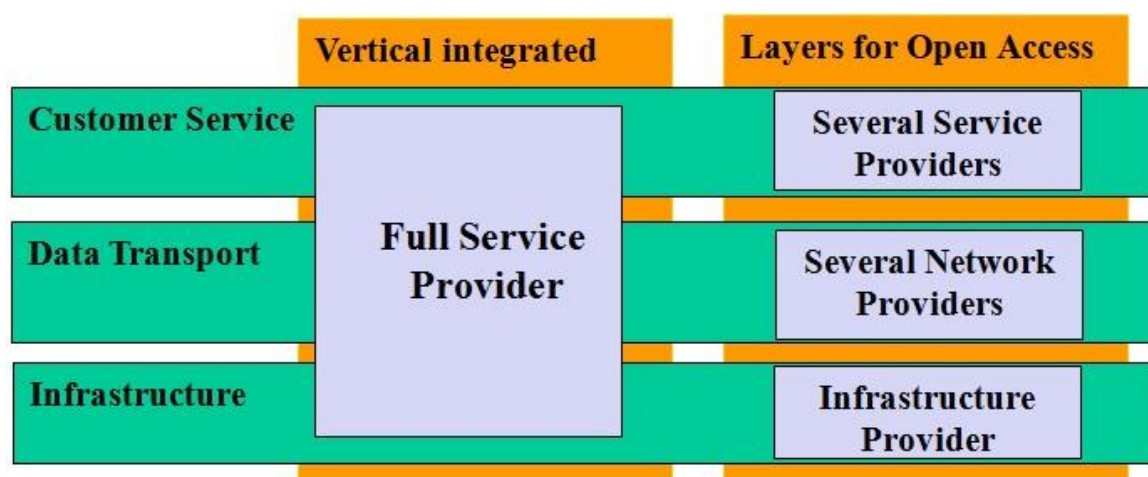 Vertical integrated
Layers for Open Access
Customer Service
Several Service
Providers
Full Service
Provider
Data Transport
Several Network
Providers
Infrastructure
Infrastructure
Provider